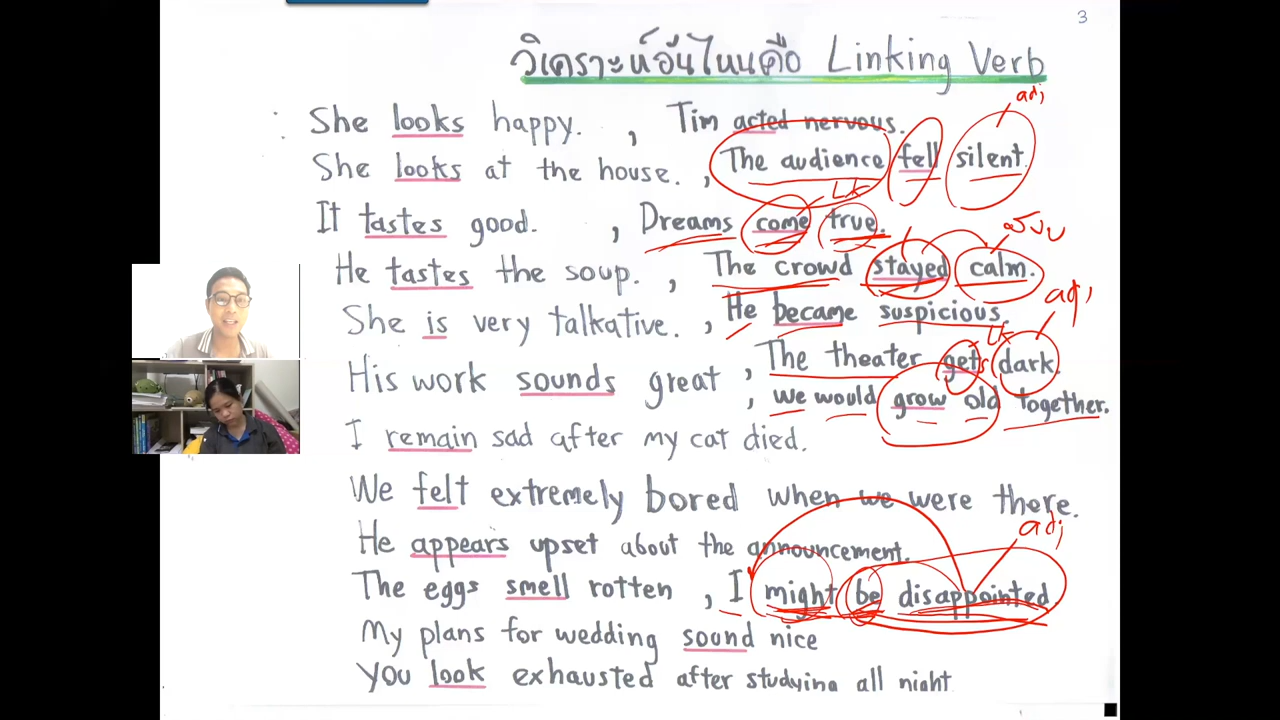 3
วิเคราะห์อันไหนคือ Linking Verb
adj
She looks happy. , Tim acted nervous.
She looks at the house. , The audience fell silent.
LK
It tastes good. , Dreams come true.
He tastes the soup. , The crowd stayed calm.
adj
She is very talkative. , He became suspicious.
LK
His work sounds great , The theater gets dark.
, we would grow old together.
I remain sad after my cat died.
We felt extremely bored when we were there.
adj
He appears upset about the announcement.
The eggs smell rotten , I might be disappointed
My plans for wedding sound nice
You look exhausted after studying all night.